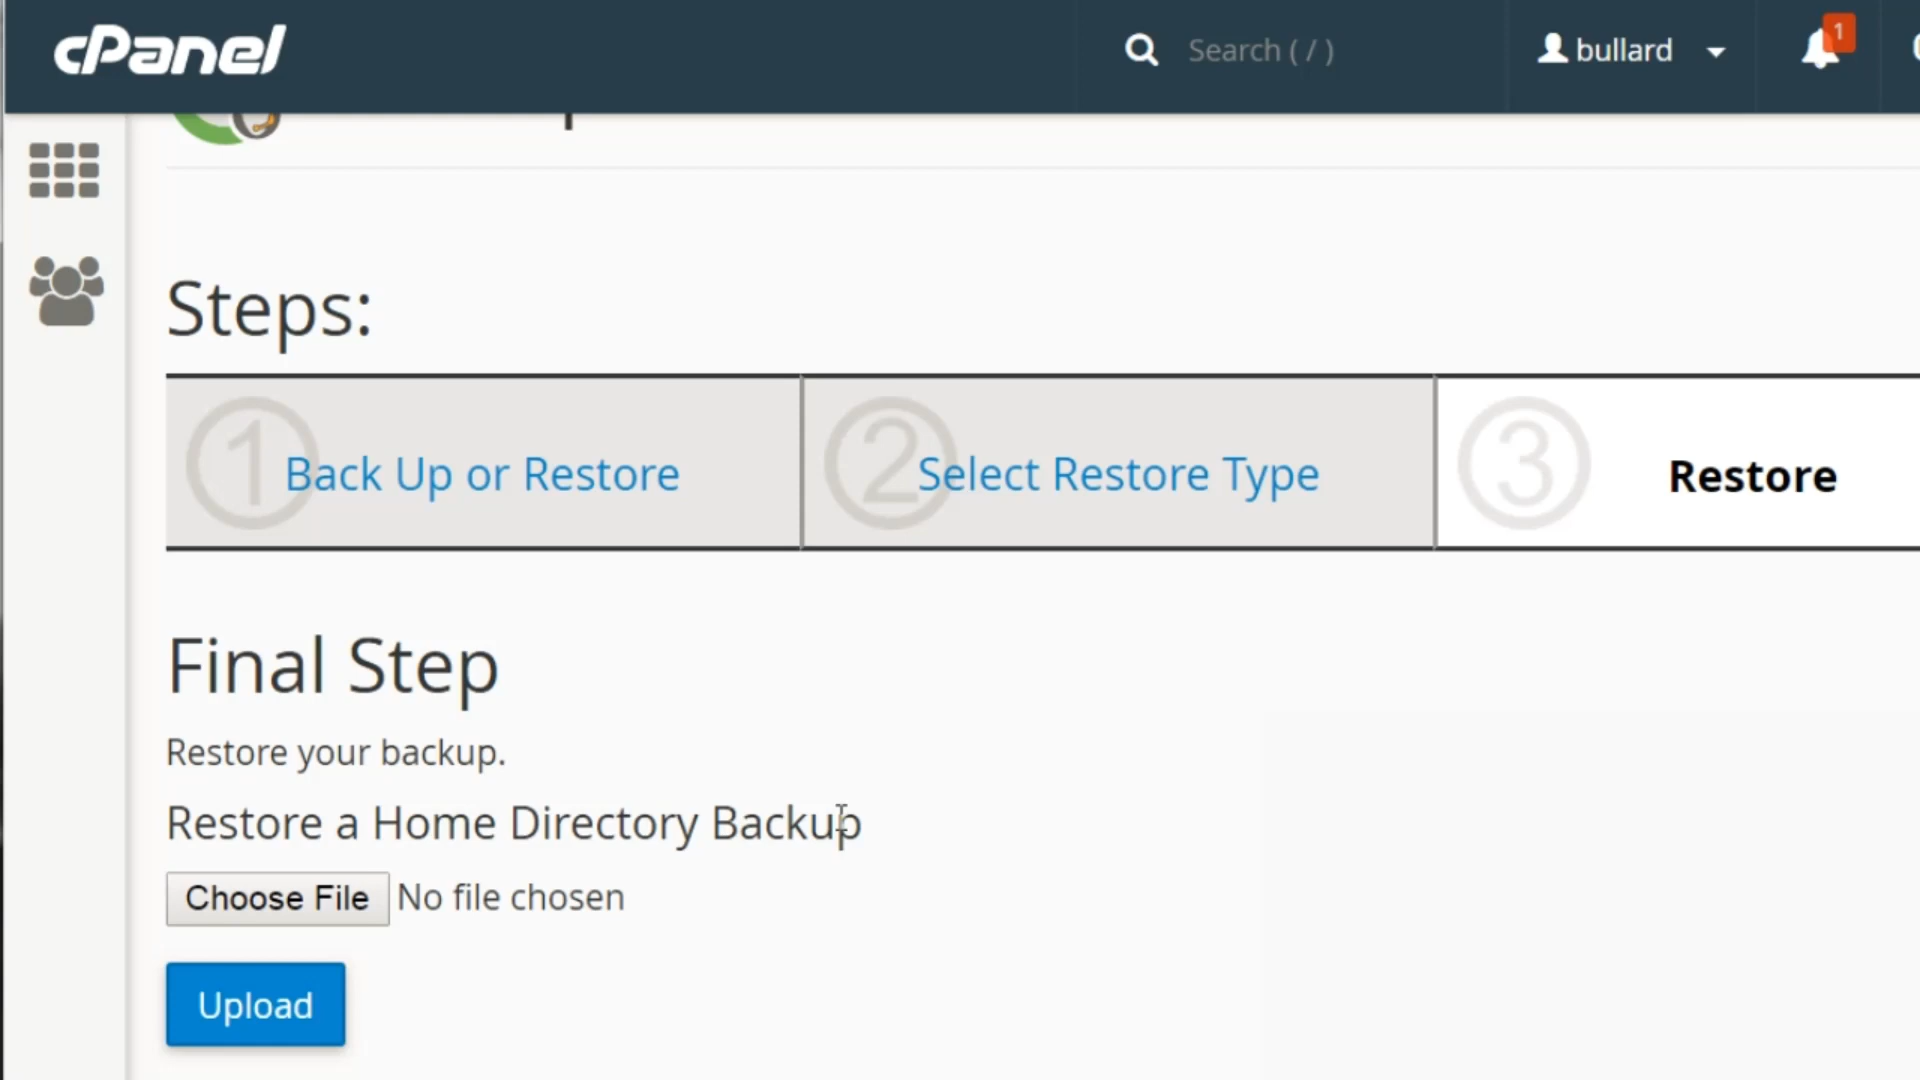 cPanel
Search ( / )
bullard
1
Steps:
1 Back Up or Restore
2 Select Restore Type
3 Restore
Final Step
Restore your backup.
Restore a Home Directory Backup
Choose File No file chosen
Upload